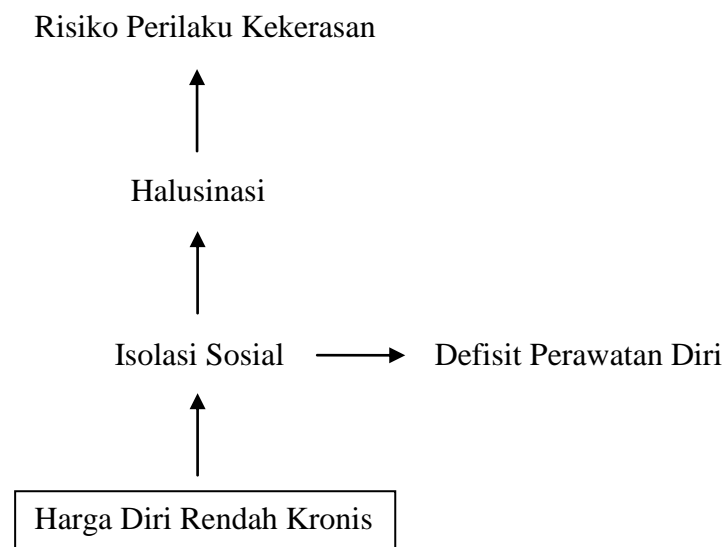 Risiko Perilaku Kekerasan
Halusinasi
Isolasi Sosial
Defisit Perawatan Diri
Harga Diri Rendah Kronis